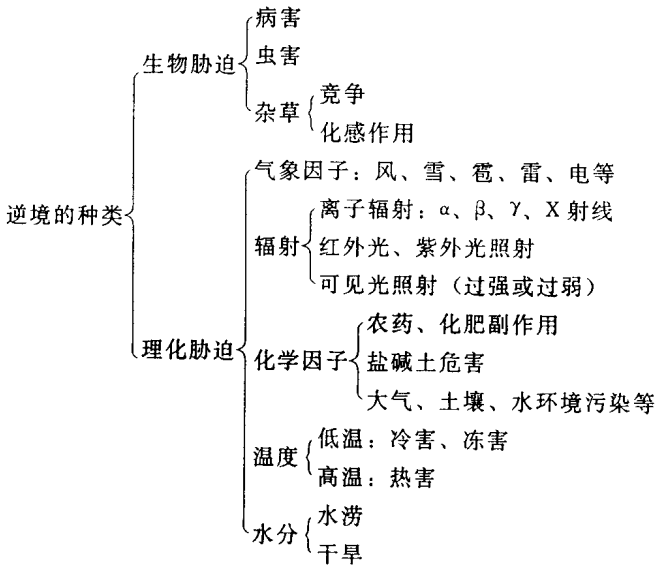 病害
生物胁迫
虫害
杂草
竞争
化感作用
逆境的种类
气象因子：风、雪、雹、雷、电等
辐射
离子辐射：α、β、γ、X射线
红外光、紫外光照射
可见光照射（过强或过弱）
理化胁迫
化学因子
农药、化肥副作用
盐碱土危害
大气、土壤、水环境污染等
温度
低温：冷害、冻害
高温：热害
水分
水涝
干旱